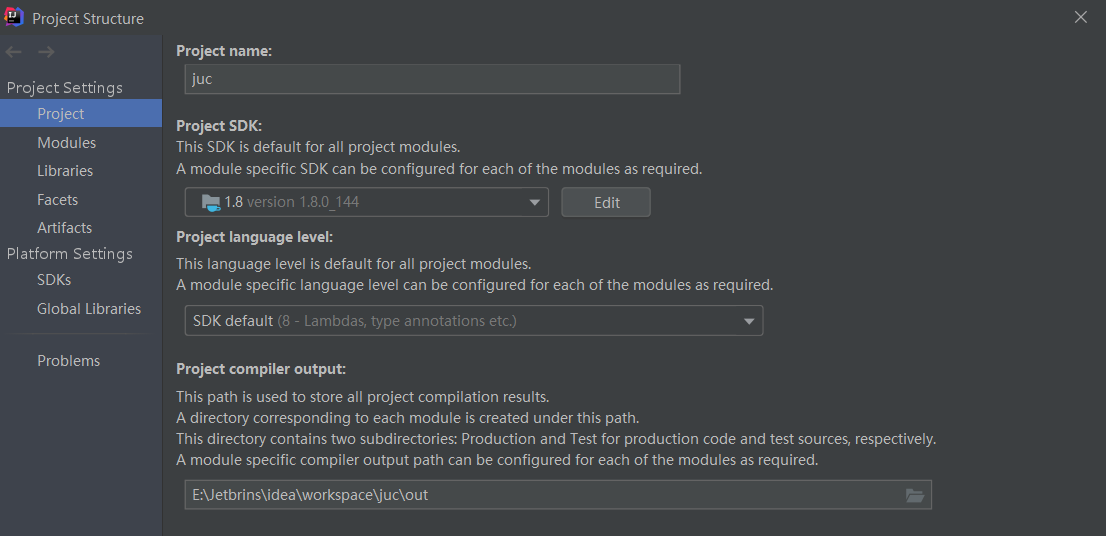 Project Structure
Project Settings
Project
Modules
Libraries
Facets
Artifacts
Platform Settings
SDKs
Global Libraries
Problems
Project name:
juc
Project SDK:
This SDK is default for all project modules.
A module specific SDK can be configured for each of the modules as required.
1.8 version 1.8.0_144
Edit
Project language level:
This language level is default for all project modules.
A module specific language level can be configured for each of the modules as required.
SDK default (8 - Lambdas, type annotations etc.)
Project compiler output:
This path is used to store all project compilation results.
A directory corresponding to each module is created under this path.
This directory contains two subdirectories: Production and Test for production code and test sources, respectively.
A module specific compiler output path can be configured for each of the modules as required.
E:\Jetbrins\idea\workspace\juc\out